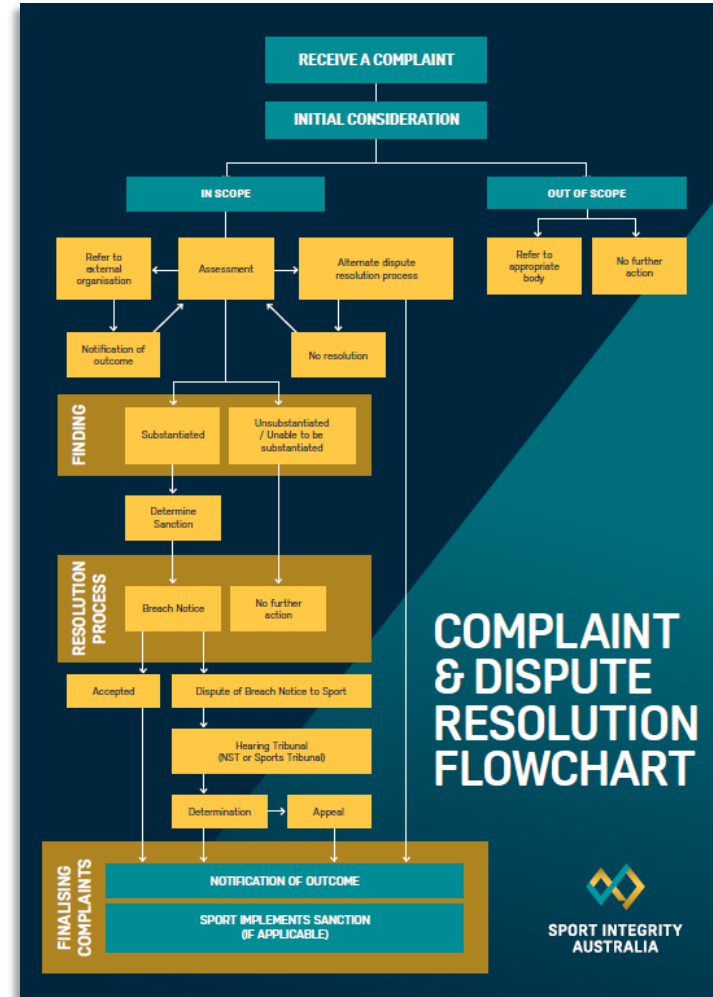 RECEIVE A COMPLAINT
INITIAL CONSIDERATION
IN SCOPE
OUT OF SCOPE
Refer to
external
organisation
Assessment
Alternate dispute
resolution process
Refer to
appropriate
body
No further
action
Notification of
outcome
No resolution
FINDING
Substantiated
Unsubstantiated
/ Unable to be
substantiated
Determine
Sanction
RESOLUTION
PROCESS
Breach Notice
No further
action
Accepted
Dispute of Breach Notice to Sport
Hearing Tribunal
(NST or Sports Tribunal)
Determination
Appeal
FINALISING
COMPLAINTS
NOTIFICATION OF OUTCOME
SPORT IMPLEMENTS SANCTION
(IF APPLICABLE)
COMPLAINT
& DISPUTE
RESOLUTION
FLOWCHART
SPORT INTEGRITY
AUSTRALIA